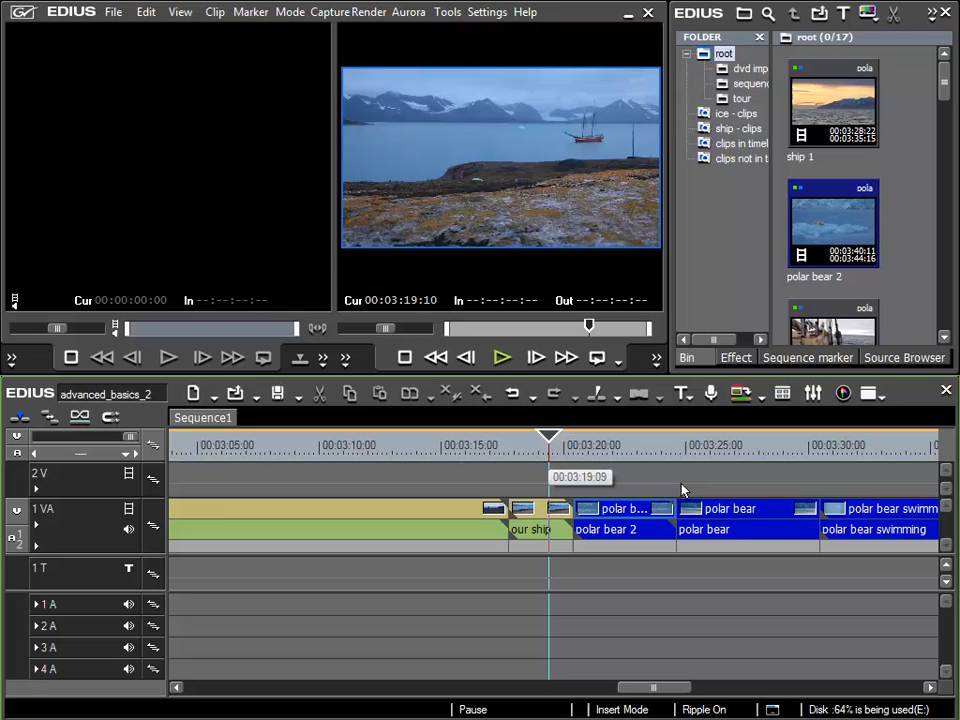 EDIUS File Edit View Clip Marker Mode Capture Render Aurora Tools Settings Help
Cur 00:00:00:00 In --:--:--:--
Cur 00:03:19:10 In --:--:--:-- Out --:--:--:--
EDIUS
FOLDER
root
dvd imp
sequenc
tour
ice - clips
ship - clips
clips in timel
clips not in t
root (0/17)
00:03:28:22
00:03:35:15
ship 1
00:03:40:11
00:03:44:16
polar bear 2
Bin Effect Sequence marker Source Browser
EDIUS advanced_basics_2
Sequence1
00:03:05:00 00:03:10:00 00:03:15:00 00:03:20:00 00:03:25:00 00:03:30:00
00:03:19:09
2 V
1 VA
polar b... polar bear polar bear swimm
our ship polar bear 2 polar bear polar bear swimming
1
2
1 T T
1 A
2 A
3 A
4 A
Pause Insert Mode Ripple On Disk :64% is being used(E:)